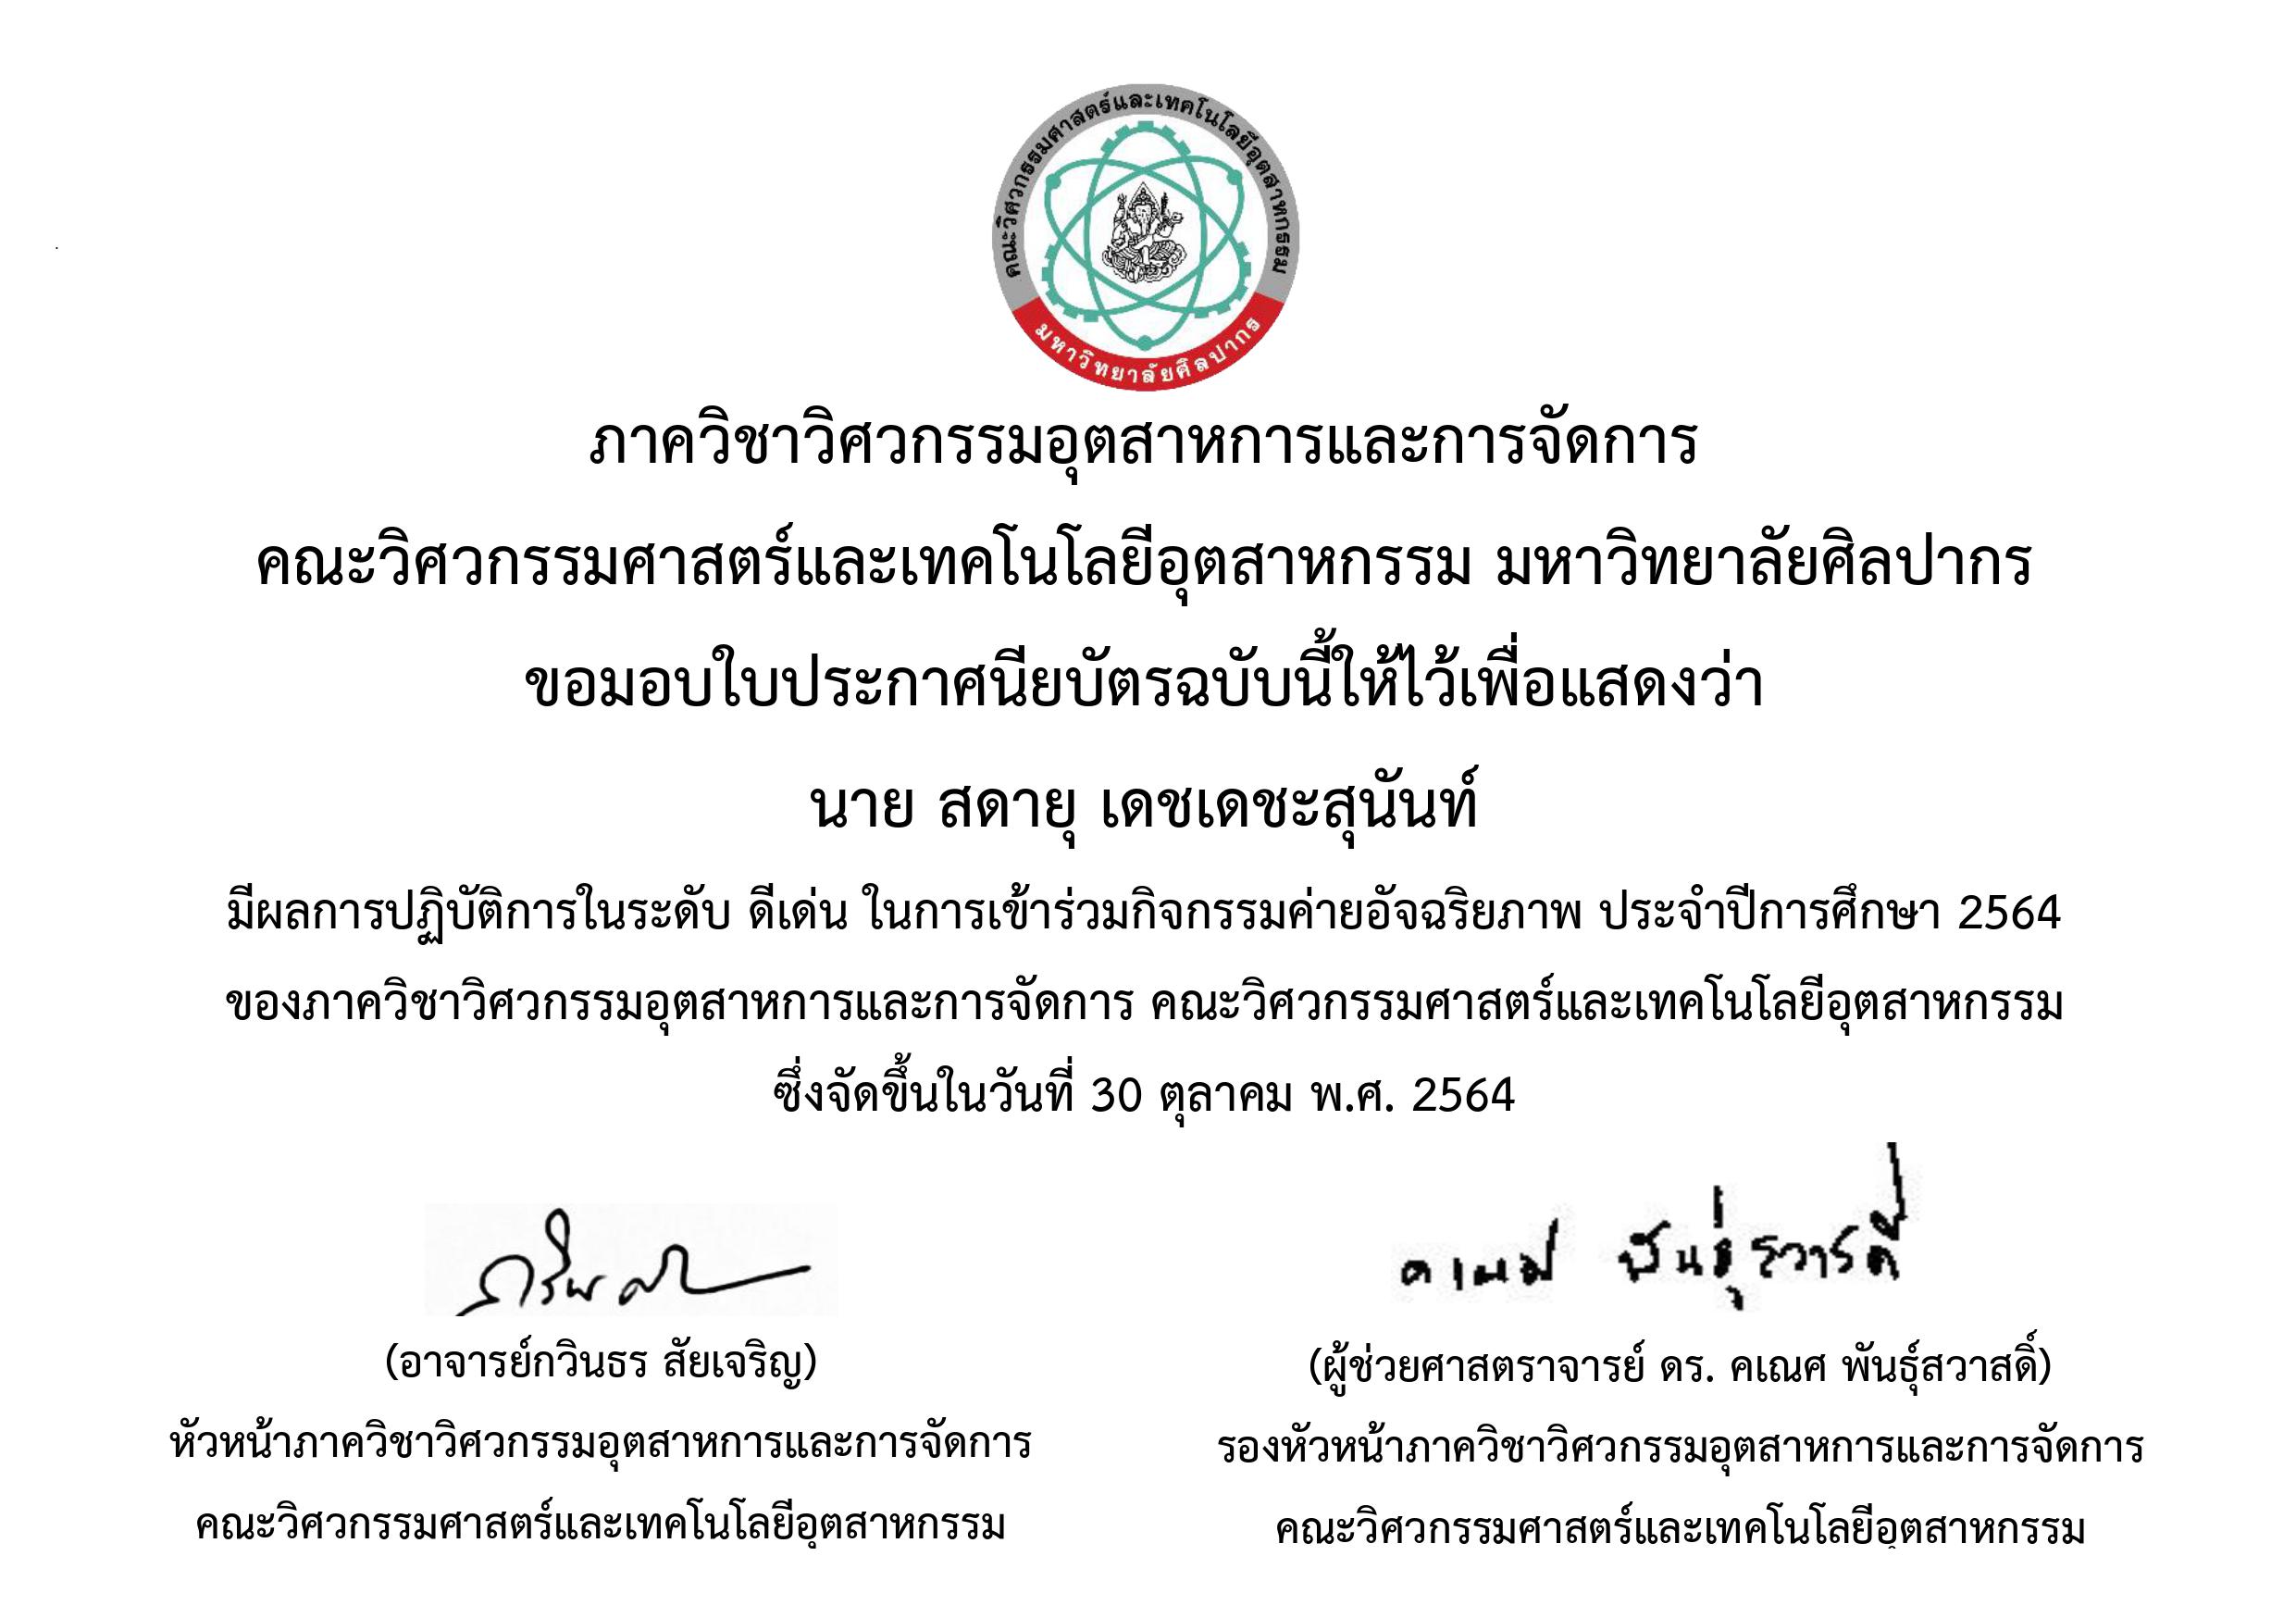 คณะวิศวกรรมศาสตร์และเทคโนโลยีอุตสาหกรรม
มหาวิทยาลัยศิลปากร
ภาควิชาวิศวกรรมอุตสาหการและการจัดการ
คณะวิศวกรรมศาสตร์และเทคโนโลยีอุตสาหกรรม มหาวิทยาลัยศิลปากร
ขอมอบใบประกาศนียบัตรฉบับนี้ให้ไว้เพื่อแสดงว่า
นาย สดายุ เดชเดชะสุนันท์
มีผลการปฏิบัติการในระดับ ดีเด่น ในการเข้าร่วมกิจกรรมค่ายอัจฉริยภาพ ประจำปีการศึกษา 2564
ของภาควิชาวิศวกรรมอุตสาหการและการจัดการ คณะวิศวกรรมศาสตร์และเทคโนโลยีอุตสาหกรรม
ซึ่งจัดขึ้นในวันที่ 30 ตุลาคม พ.ศ. 2564
คเณศ พันธุ์สวาสดิ์
(อาจารย์กวินธร สัยเจริญ)
หัวหน้าภาควิชาวิศวกรรมอุตสาหการและการจัดการ
คณะวิศวกรรมศาสตร์และเทคโนโลยีอุตสาหกรรม
(ผู้ช่วยศาสตราจารย์ ดร. คเณศ พันธุ์สวาสดิ์)
รองหัวหน้าภาควิชาวิศวกรรมอุตสาหการและการจัดการ
คณะวิศวกรรมศาสตร์และเทคโนโลยีอุตสาหกรรม